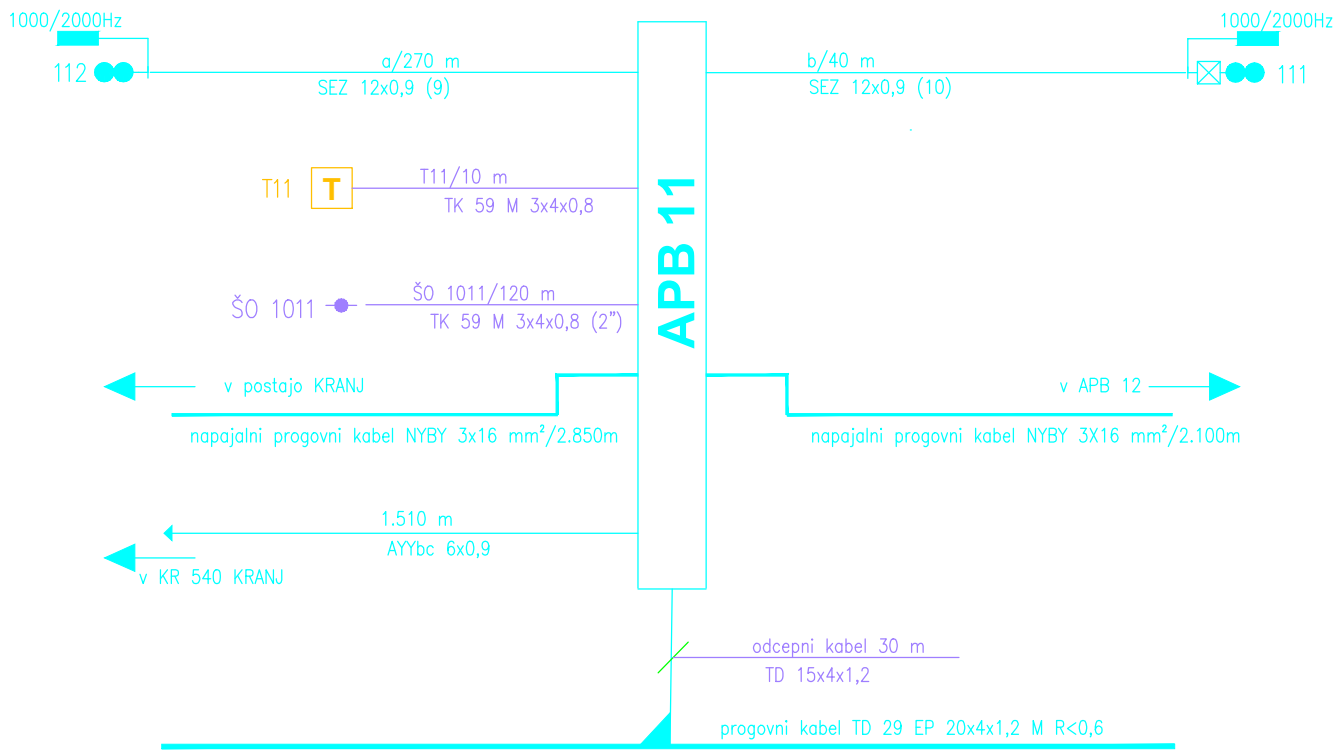 1000/2000Hz
1000/2000Hz
112
a/270 m
SEZ 12x0,9 (9)
b/40 m
SEZ 12x0,9 (10)
111
T11
T
T11/10 m
TK 59 M 3x4x0,8
APB 11
ŠO 1011
ŠO 1011/120 m
TK 59 M 3x4x0,8 (2")
v postajo KRANJ
v APB 12
napajalni progovni kabel NYBY 3x16 mm²/2.850m
napajalni progovni kabel NYBY 3X16 mm²/2.100m
1.510 m
AYYbc 6x0,9
v KR 540 KRANJ
odcepni kabel 30 m
TD 15x4x1,2
progovni kabel TD 29 EP 20x4x1,2 M R<0,6